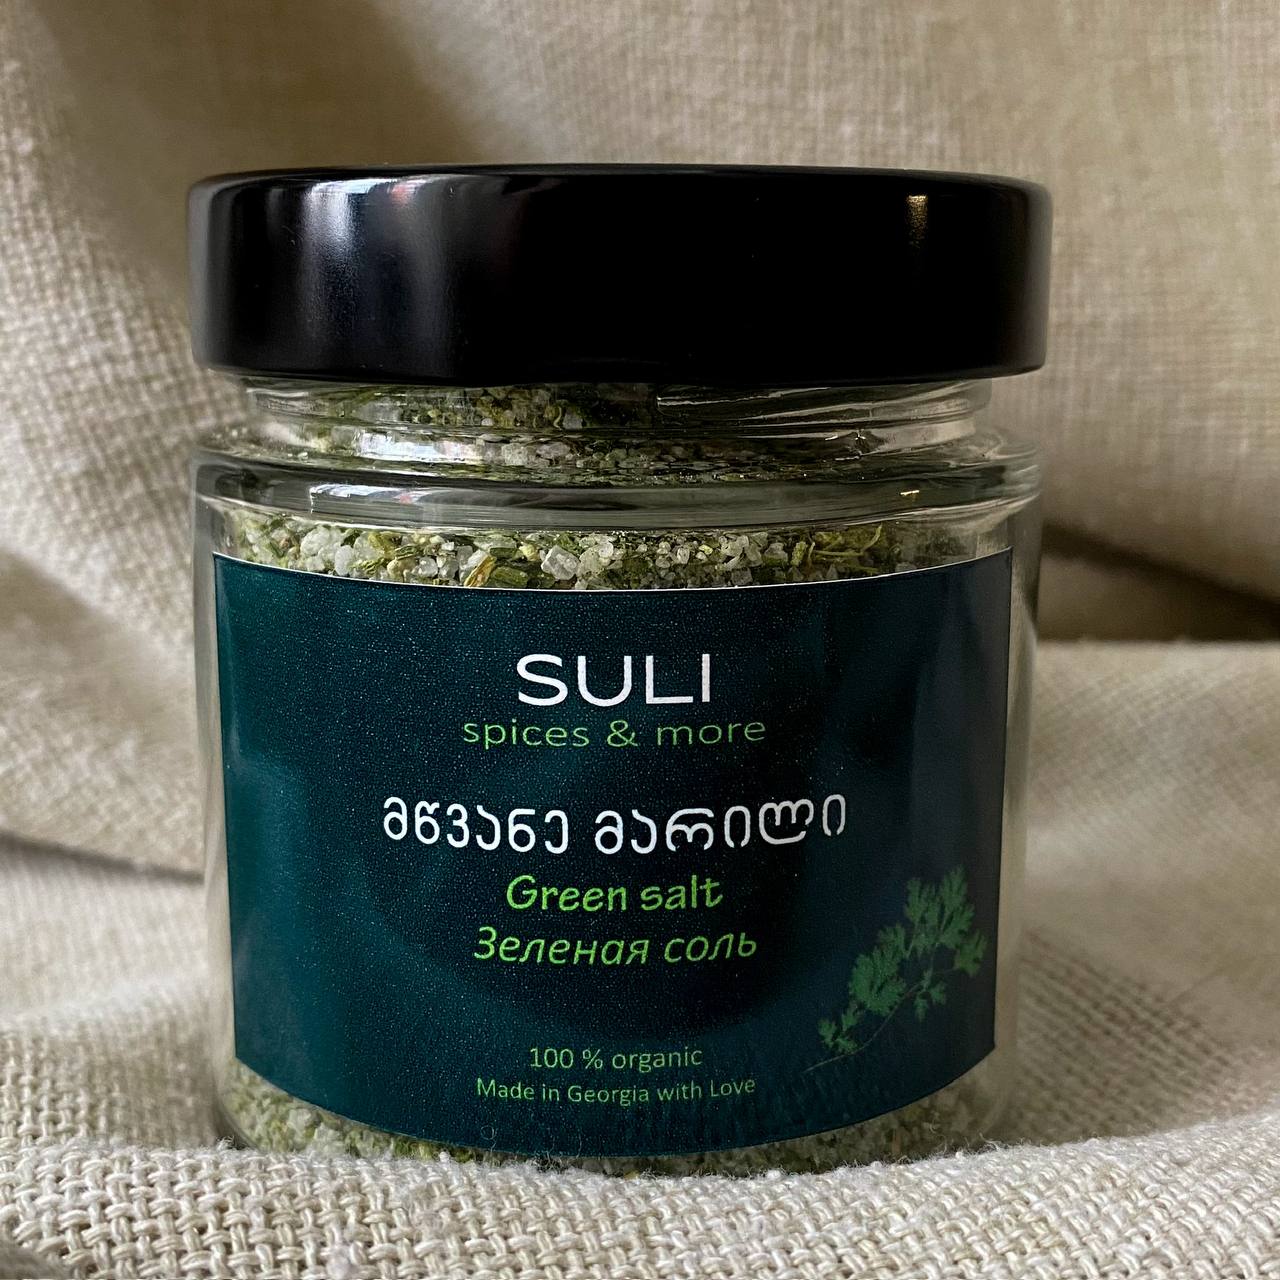 SULI
spices & more
მწვანე მარილი
Green salt
Зеленая соль
100 % organic
Made in Georgia with Love